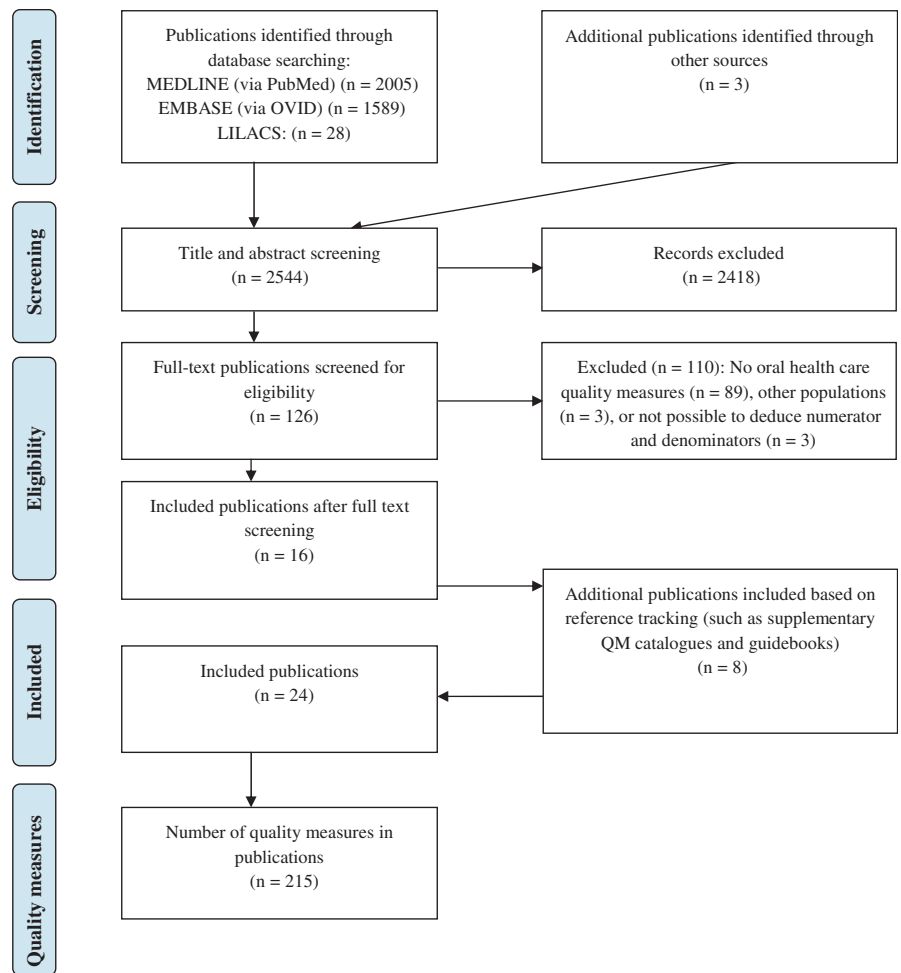 Identification
Publications identified through
database searching:
MEDLINE (via PubMed) (n = 2005)
EMBASE (via OVID) (n = 1589)
LILACS: (n = 28)
Additional publications identified through
other sources
(n = 3)
Screening
Title and abstract screening
(n = 2544)
Records excluded
(n = 2418)
Eligibility
Full-text publications screened for
eligibility
(n = 126)
Excluded (n = 110): No oral health care
quality measures (n = 89), other populations
(n = 3), or not possible to deduce numerator
and denominators (n = 3)
Included publications after full text
screening
(n = 16)
Additional publications included based on
reference tracking (such as supplementary
QM catalogues and guidebooks)
(n = 8)
Included
Included publications
(n = 24)
Quality measures
Number of quality measures in
publications
(n = 215)